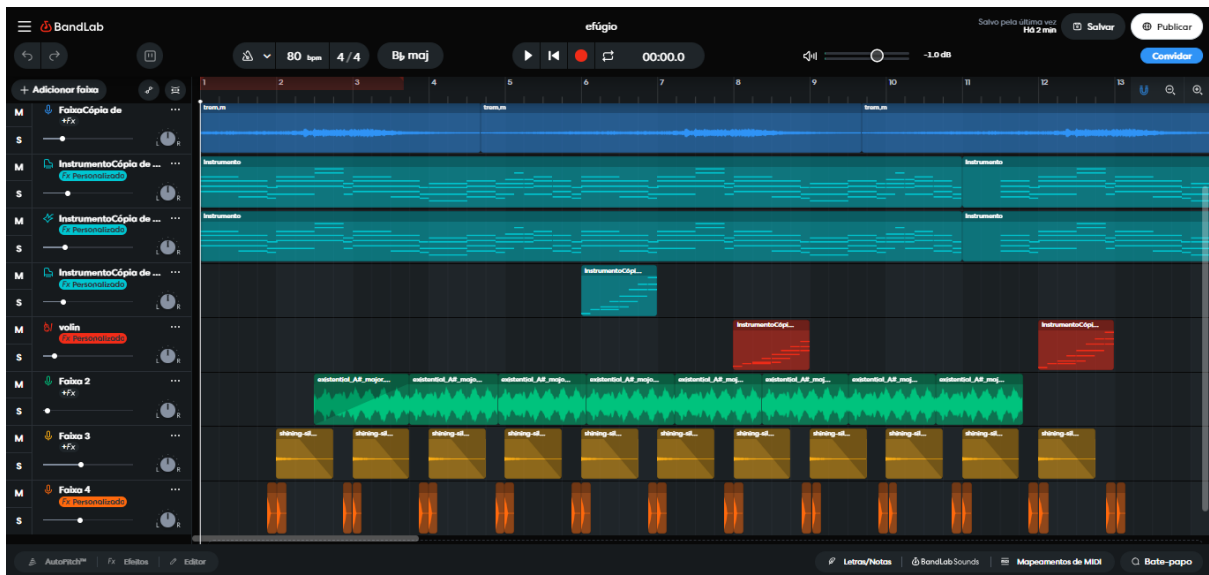 BandLab
efúgio
Salvo pela última vez
Há 2 min
Salvar
Publicar
80 bpm
4/4
B♭ maj
00:00.0
-1.0 dB
Convidar
+ Adicionar faixa
1 2 3 4 5 6 7 8 9 10 11 12 13
M
FaixaCópia de
...
+Fx
S
L R
trem.m
trem.m
trem.m
M
InstrumentoCópia de ...
...
Fx Personalizado
S
L R
Instrumento
Instrumento
M
InstrumentoCópia de ...
...
Fx Personalizado
S
L R
Instrumento
Instrumento
M
InstrumentoCópia de ...
...
Fx Personalizado
S
L R
InstrumentoCópi...
M
volin
...
Fx Personalizado
S
L R
InstrumentoCópi...
InstrumentoCópi...
M
Faixa 2
...
+Fx
S
L R
existential_A#_major....
existential_A#_majo...
existential_A#_majo...
existential_A#_majo...
existential_A#_maj...
existential_A#_maj...
existential_A#_maj...
existential_A#_maj...
M
Faixa 3
...
+Fx
S
L R
shining-sil...
shining-sil...
shining-sil...
shining-sil...
shining-sil...
shining-sil...
shining-sil...
shining-sil...
shining-sil...
shining-sil...
shining-sil...
M
Faixa 4
...
Fx Personalizado
S
L R
AutoPitch™
Fx Efeitos
Editor
Letras/Notas
BandLab Sounds
Mapeamentos de MIDI
Bate-papo